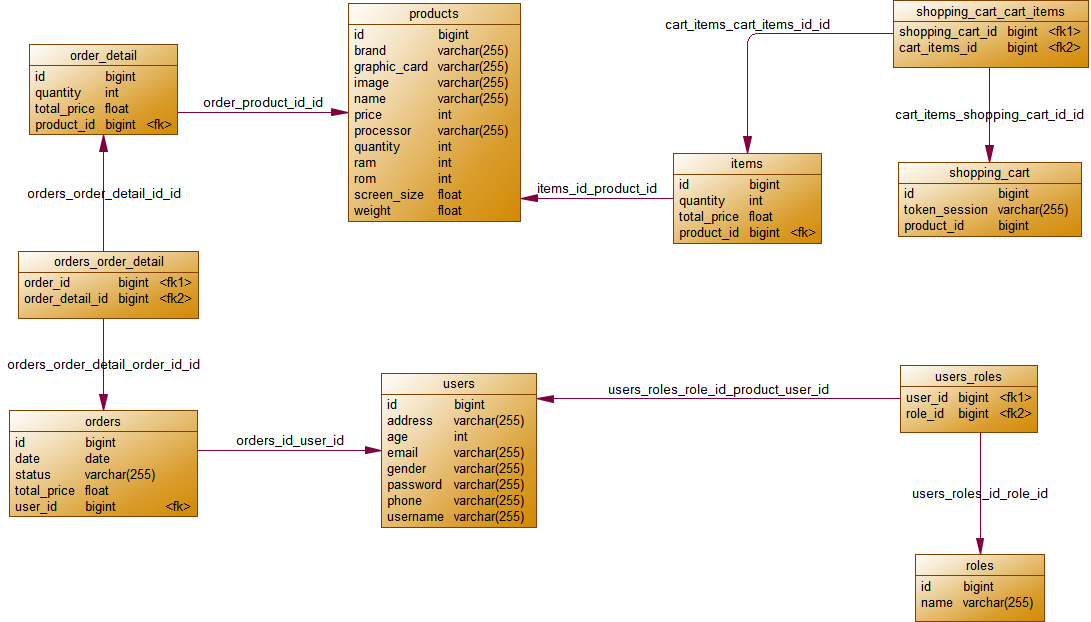 order_detail
id bigint
quantity int
total_price float
product_id bigint <fk>
order_product_id_id
products
id bigint
brand varchar(255)
graphic_card varchar(255)
image varchar(255)
name varchar(255)
price int
processor varchar(255)
quantity int
ram int
rom int
screen_size float
weight float
cart_items_cart_items_id_id
shopping_cart_cart_items
shopping_cart_id bigint <fk1>
cart_items_id bigint <fk2>
cart_items_shopping_cart_id_id
items
id bigint
quantity int
total_price float
product_id bigint <fk>
items_id_product_id
shopping_cart
id bigint
token_session varchar(255)
product_id bigint
orders_order_detail_id_id
orders_order_detail
order_id bigint <fk1>
order_detail_id bigint <fk2>
orders_order_detail_order_id_id
orders
id bigint
date date
status varchar(255)
total_price float
user_id bigint <fk>
orders_id_user_id
users
id bigint
address varchar(255)
age int
email varchar(255)
gender varchar(255)
password varchar(255)
phone varchar(255)
username varchar(255)
users_roles_role_id_product_user_id
users_roles
user_id bigint <fk1>
role_id bigint <fk2>
users_roles_id_role_id
roles
id bigint
name varchar(255)